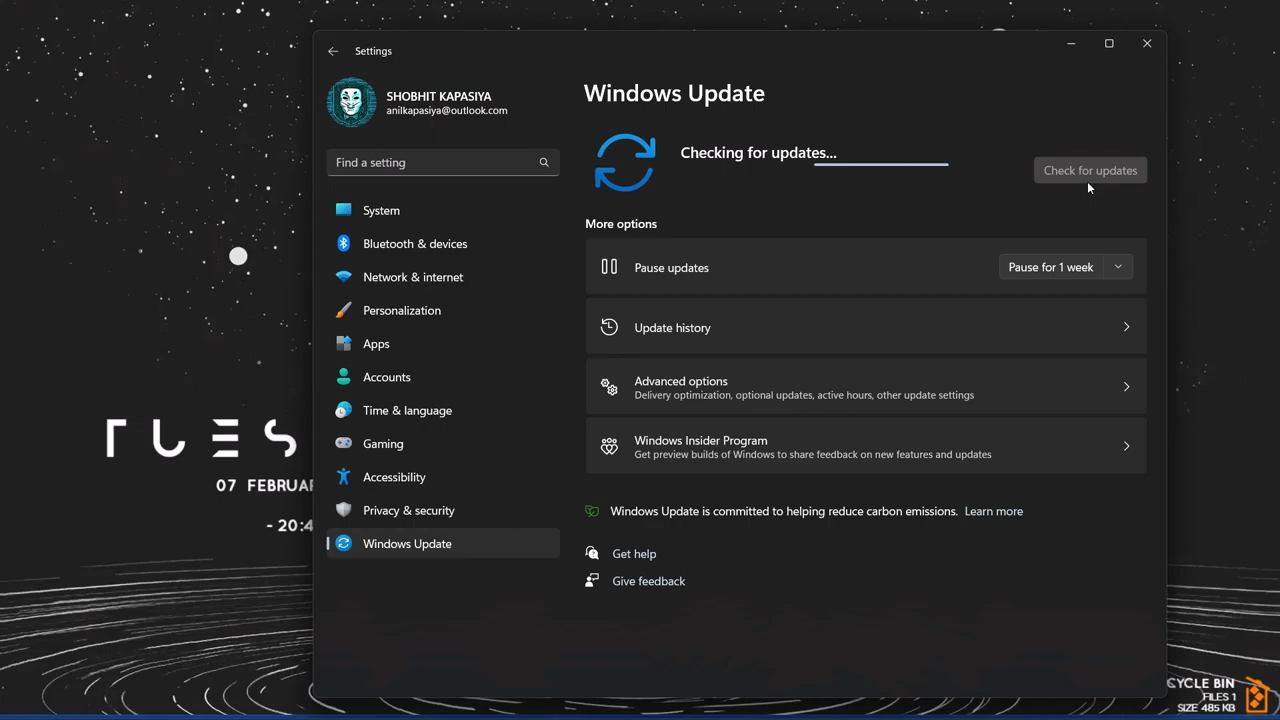 Settings
SHOBHIT KAPASIYA
anilkapasiya@outlook.com
Find a setting
System
Bluetooth & devices
Network & internet
Personalization
Apps
Accounts
Time & language
Gaming
Accessibility
Privacy & security
Windows Update
Windows Update
Checking for updates...
Check for updates
More options
Pause updates
Pause for 1 week
Update history
Advanced options
Delivery optimization, optional updates, active hours, other update settings
Windows Insider Program
Get preview builds of Windows to share feedback on new features and updates
Windows Update is committed to helping reduce carbon emissions. Learn more
Get help
Give feedback
TUES
07 FEBRUAR
- 20:4
CYCLE BIN
FILES 1
SIZE 485 KB